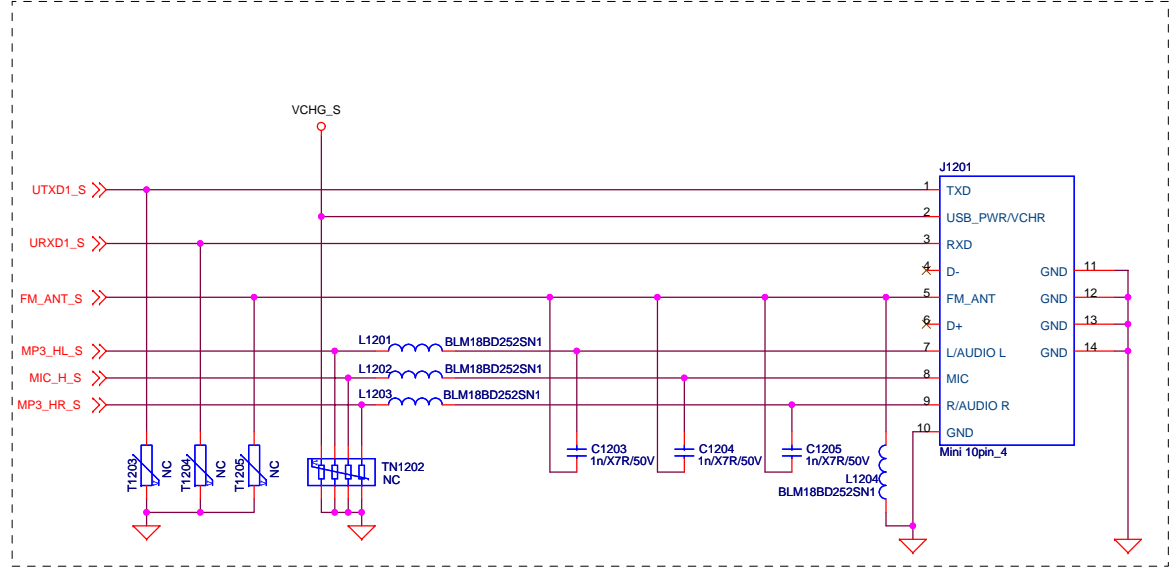 VCHG_S
J1201
UTXD1_S
1
TXD
2
USB_PWR/VCHR
URXD1_S
3
RXD
4
D-
GND
11
FM_ANT_S
5
FM_ANT
GND
12
6
D+
GND
13
L1201
BLM18BD252SN1
MP3_HL_S
7
L/AUDIO L
GND
14
L1202
BLM18BD252SN1
MIC_H_S
8
MIC
L1203
BLM18BD252SN1
MP3_HR_S
9
R/AUDIO R
10
GND
Mini 10pin_4
T1203
NC
T1204
NC
T1205
NC
TN1202
NC
C1203
1n/X7R/50V
C1204
1n/X7R/50V
C1205
1n/X7R/50V
L1204
BLM18BD252SN1